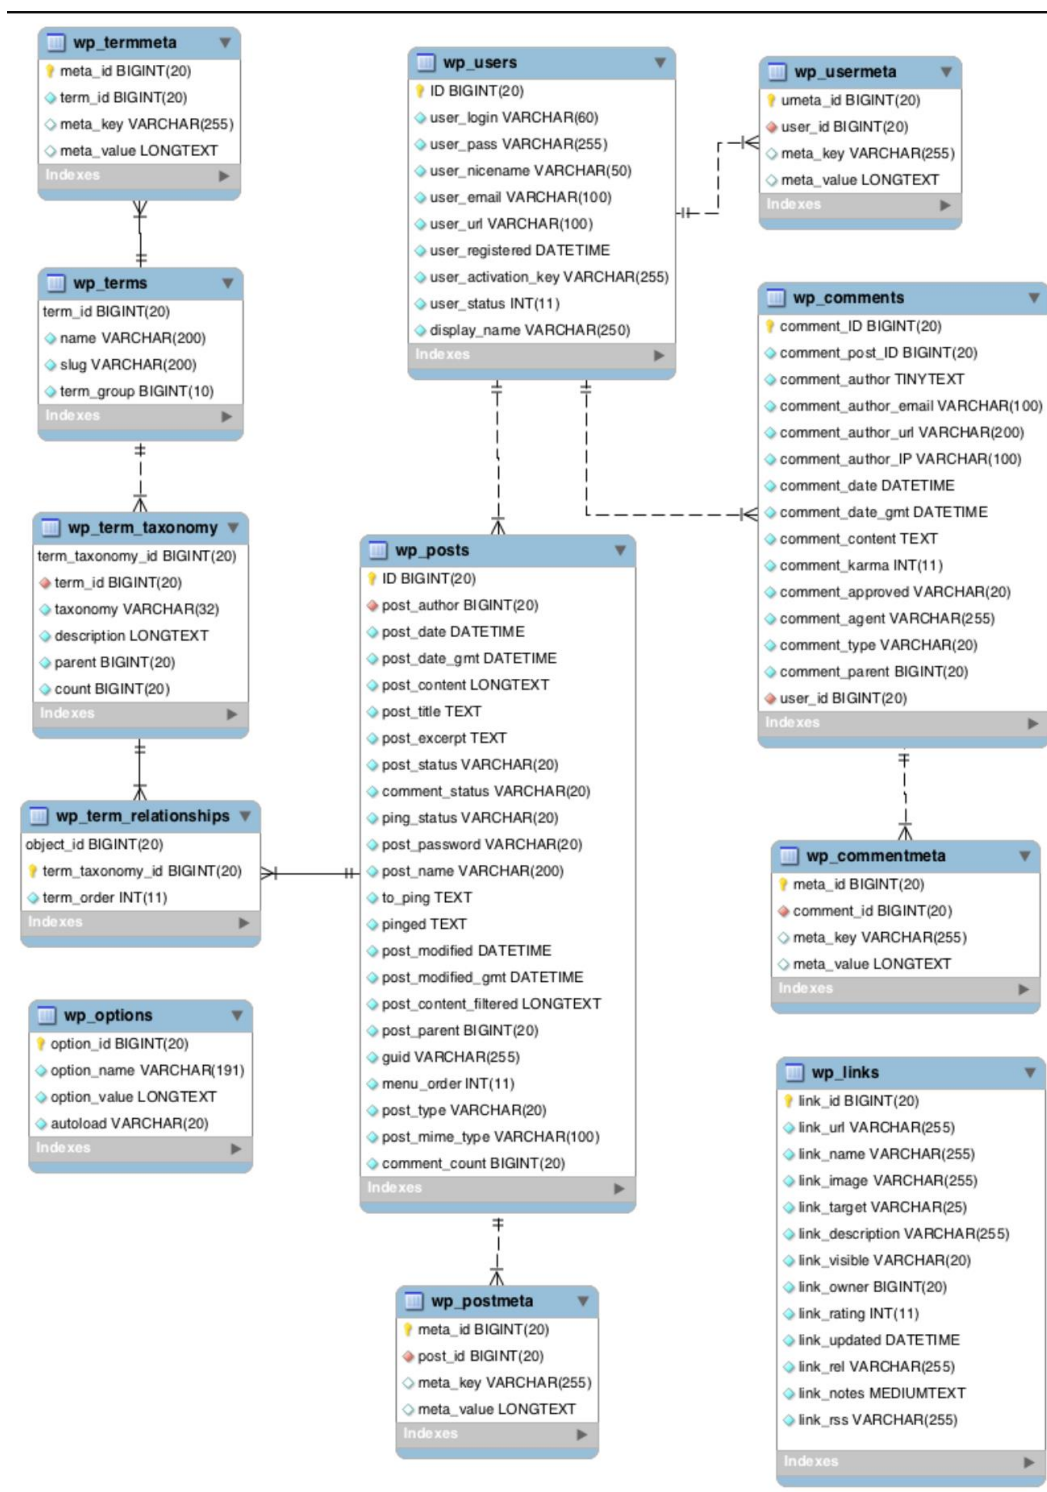 wp_termmeta
meta_id BIGINT(20)
term_id BIGINT(20)
meta_key VARCHAR(255)
meta_value LONGTEXT
Indexes
wp_terms
term_id BIGINT(20)
name VARCHAR(200)
slug VARCHAR(200)
term_group BIGINT(10)
Indexes
wp_term_taxonomy
term_taxonomy_id BIGINT(20)
term_id BIGINT(20)
taxonomy VARCHAR(32)
description LONGTEXT
parent BIGINT(20)
count BIGINT(20)
Indexes
wp_term_relationships
object_id BIGINT(20)
term_taxonomy_id BIGINT(20)
term_order INT(11)
Indexes
wp_options
option_id BIGINT(20)
option_name VARCHAR(191)
option_value LONGTEXT
autoload VARCHAR(20)
Indexes
wp_users
ID BIGINT(20)
user_login VARCHAR(60)
user_pass VARCHAR(255)
user_nicename VARCHAR(50)
user_email VARCHAR(100)
user_url VARCHAR(100)
user_registered DATETIME
user_activation_key VARCHAR(255)
user_status INT(11)
display_name VARCHAR(250)
Indexes
wp_posts
ID BIGINT(20)
post_author BIGINT(20)
post_date DATETIME
post_date_gmt DATETIME
post_content LONGTEXT
post_title TEXT
post_excerpt TEXT
post_status VARCHAR(20)
comment_status VARCHAR(20)
ping_status VARCHAR(20)
post_password VARCHAR(20)
post_name VARCHAR(200)
to_ping TEXT
pinged TEXT
post_modified DATETIME
post_modified_gmt DATETIME
post_content_filtered LONGTEXT
post_parent BIGINT(20)
guid VARCHAR(255)
menu_order INT(11)
post_type VARCHAR(20)
post_mime_type VARCHAR(100)
comment_count BIGINT(20)
Indexes
wp_postmeta
meta_id BIGINT(20)
post_id BIGINT(20)
meta_key VARCHAR(255)
meta_value LONGTEXT
Indexes
wp_usermeta
umeta_id BIGINT(20)
user_id BIGINT(20)
meta_key VARCHAR(255)
meta_value LONGTEXT
Indexes
wp_comments
comment_ID BIGINT(20)
comment_post_ID BIGINT(20)
comment_author TINYTEXT
comment_author_email VARCHAR(100)
comment_author_url VARCHAR(200)
comment_author_IP VARCHAR(100)
comment_date DATETIME
comment_date_gmt DATETIME
comment_content TEXT
comment_karma INT(11)
comment_approved VARCHAR(20)
comment_agent VARCHAR(255)
comment_type VARCHAR(20)
comment_parent BIGINT(20)
user_id BIGINT(20)
Indexes
wp_commentmeta
meta_id BIGINT(20)
comment_id BIGINT(20)
meta_key VARCHAR(255)
meta_value LONGTEXT
Indexes
wp_links
link_id BIGINT(20)
link_url VARCHAR(255)
link_name VARCHAR(255)
link_image VARCHAR(255)
link_target VARCHAR(25)
link_description VARCHAR(255)
link_visible VARCHAR(20)
link_owner BIGINT(20)
link_rating INT(11)
link_updated DATETIME
link_rel VARCHAR(255)
link_notes MEDIUMTEXT
link_rss VARCHAR(255)
Indexes